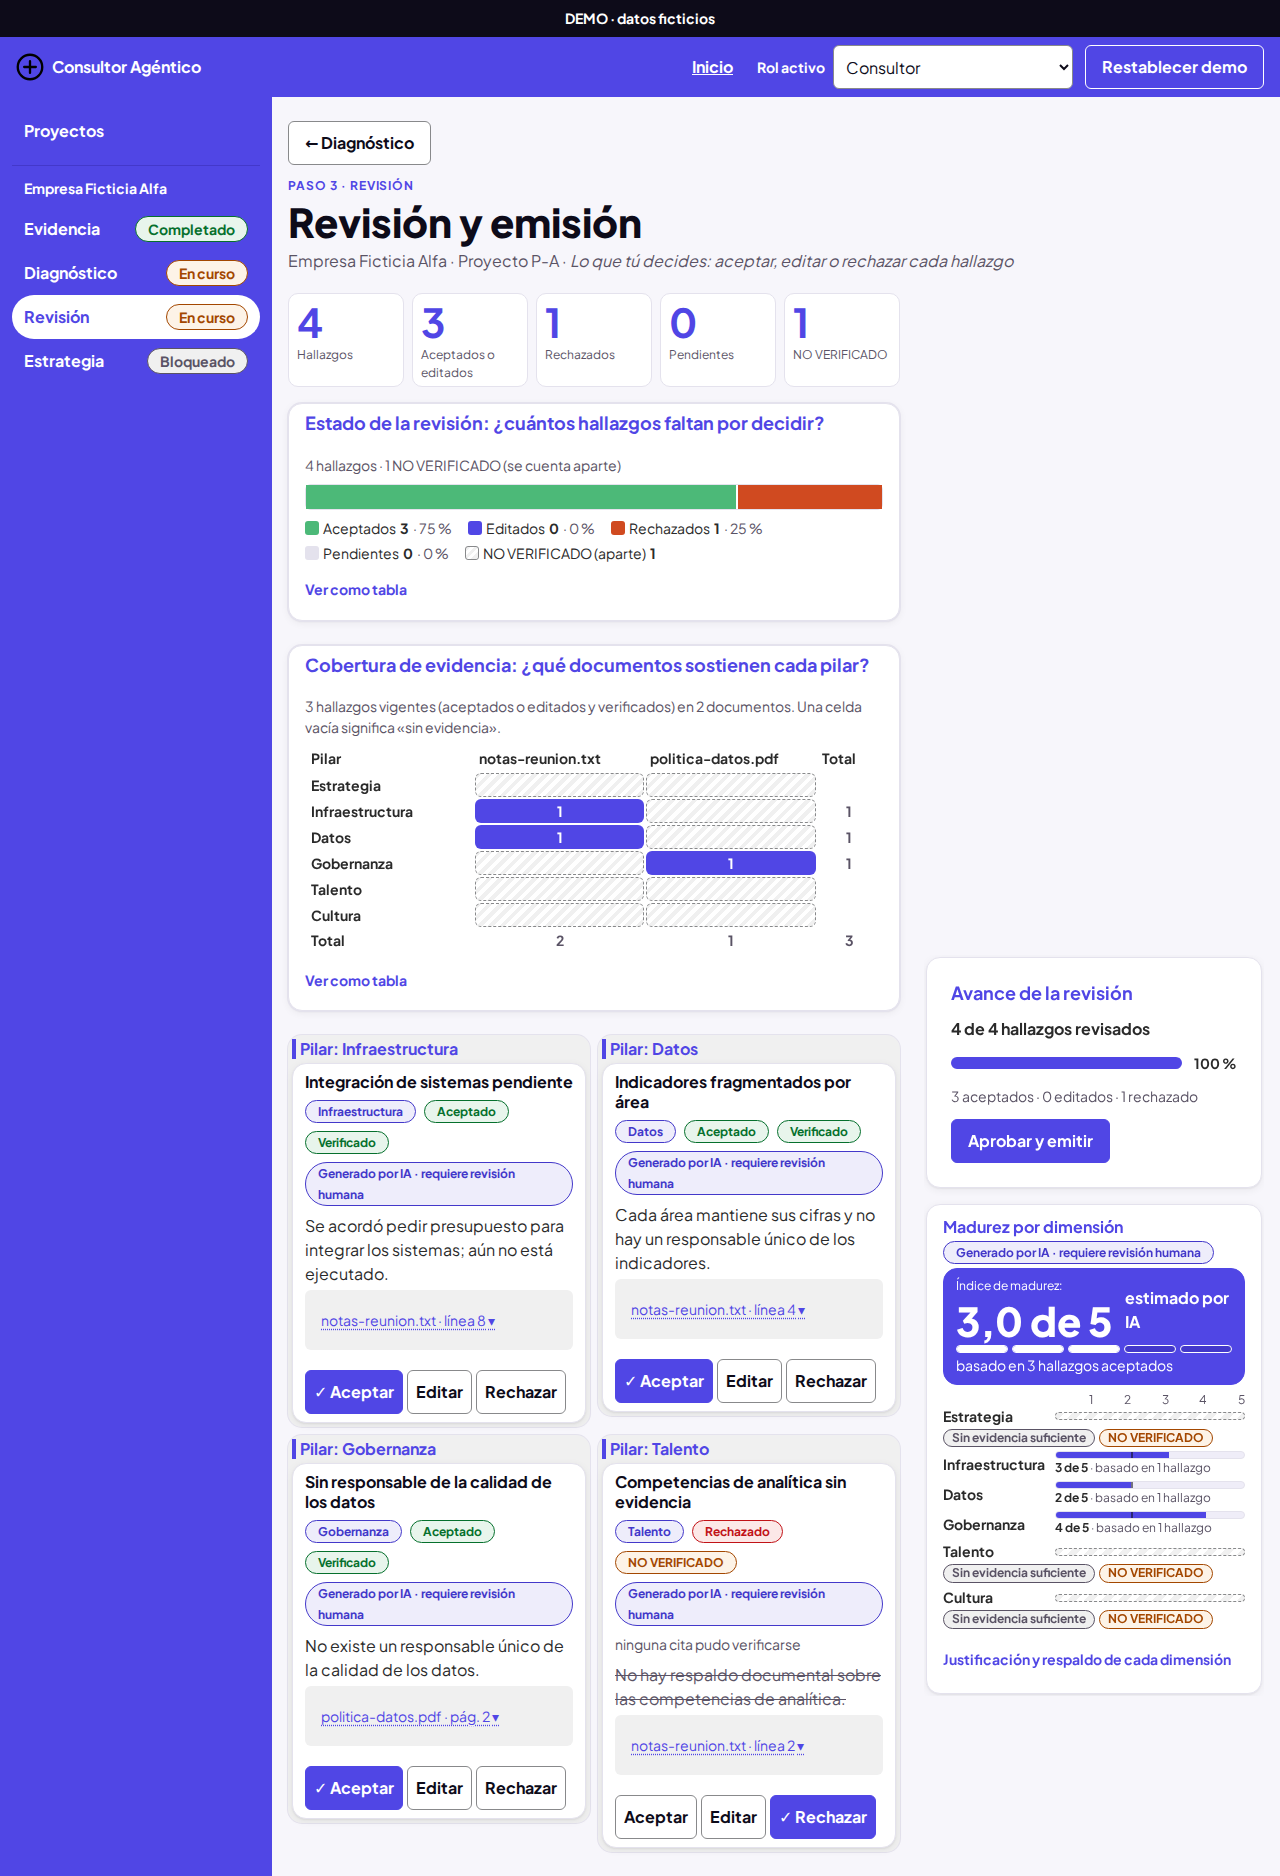 DEMO · datos ficticios
Consultor Agéntico
Inicio
Rol activo
Consultor
Restablecer demo
Proyectos
Empresa Ficticia Alfa
Evidencia
Completado
Diagnóstico
En curso
Revisión
En curso
Estrategia
Bloqueado
← Diagnóstico
PASO 3 · REVISIÓN
Revisión y emisión
Empresa Ficticia Alfa · Proyecto P-A · Lo que tú decides: aceptar, editar o rechazar cada hallazgo
4
Hallazgos
3
Aceptados o
editados
1
Rechazados
0
Pendientes
1
NO VERIFICADO
Estado de la revisión: ¿cuántos hallazgos faltan por decidir?
4 hallazgos · 1 NO VERIFICADO (se cuenta aparte)
Aceptados 3 · 75 % Editados 0 · 0 % Rechazados 1 · 25 %
Pendientes 0 · 0 % NO VERIFICADO (aparte) 1
Ver como tabla
Cobertura de evidencia: ¿qué documentos sostienen cada pilar?
3 hallazgos vigentes (aceptados o editados y verificados) en 2 documentos. Una celda
vacía significa «sin evidencia».
Pilar notas-reunion.txt politica-datos.pdf Total
Estrategia
Infraestructura 1 1
Datos 1 1
Gobernanza 1 1
Talento
Cultura
Total 2 1 3
Ver como tabla
Pilar: Infraestructura
Integración de sistemas pendiente
Infraestructura Aceptado
Verificado
Generado por IA · requiere revisión
humana
Se acordó pedir presupuesto para
integrar los sistemas; aún no está
ejecutado.
notas-reunion.txt · línea 8 ▾
✓ Aceptar Editar Rechazar
Pilar: Datos
Indicadores fragmentados por
área
Datos Aceptado Verificado
Generado por IA · requiere revisión
humana
Cada área mantiene sus cifras y no
hay un responsable único de los
indicadores.
notas-reunion.txt · línea 4 ▾
✓ Aceptar Editar Rechazar
Pilar: Gobernanza
Sin responsable de la calidad de
los datos
Gobernanza Aceptado
Verificado
Generado por IA · requiere revisión
humana
No existe un responsable único de
la calidad de los datos.
politica-datos.pdf · pág. 2 ▾
✓ Aceptar Editar Rechazar
Pilar: Talento
Competencias de analítica sin
evidencia
Talento Rechazado
NO VERIFICADO
Generado por IA · requiere revisión
humana
ninguna cita pudo verificarse
No hay respaldo documental sobre
las competencias de analítica.
notas-reunion.txt · línea 2 ▾
Aceptar Editar ✓ Rechazar
Avance de la revisión
4 de 4 hallazgos revisados
100 %
3 aceptados · 0 editados · 1 rechazado
Aprobar y emitir
Madurez por dimensión
Generado por IA · requiere revisión humana
Índice de madurez:
3,0 de 5
estimado por
IA
basado en 3 hallazgos aceptados
1 2 3 4 5
Estrategia
Sin evidencia suficiente NO VERIFICADO
Infraestructura
3 de 5 · basado en 1 hallazgo
Datos
2 de 5 · basado en 1 hallazgo
Gobernanza
4 de 5 · basado en 1 hallazgo
Talento
Sin evidencia suficiente NO VERIFICADO
Cultura
Sin evidencia suficiente NO VERIFICADO
Justificación y respaldo de cada dimensión